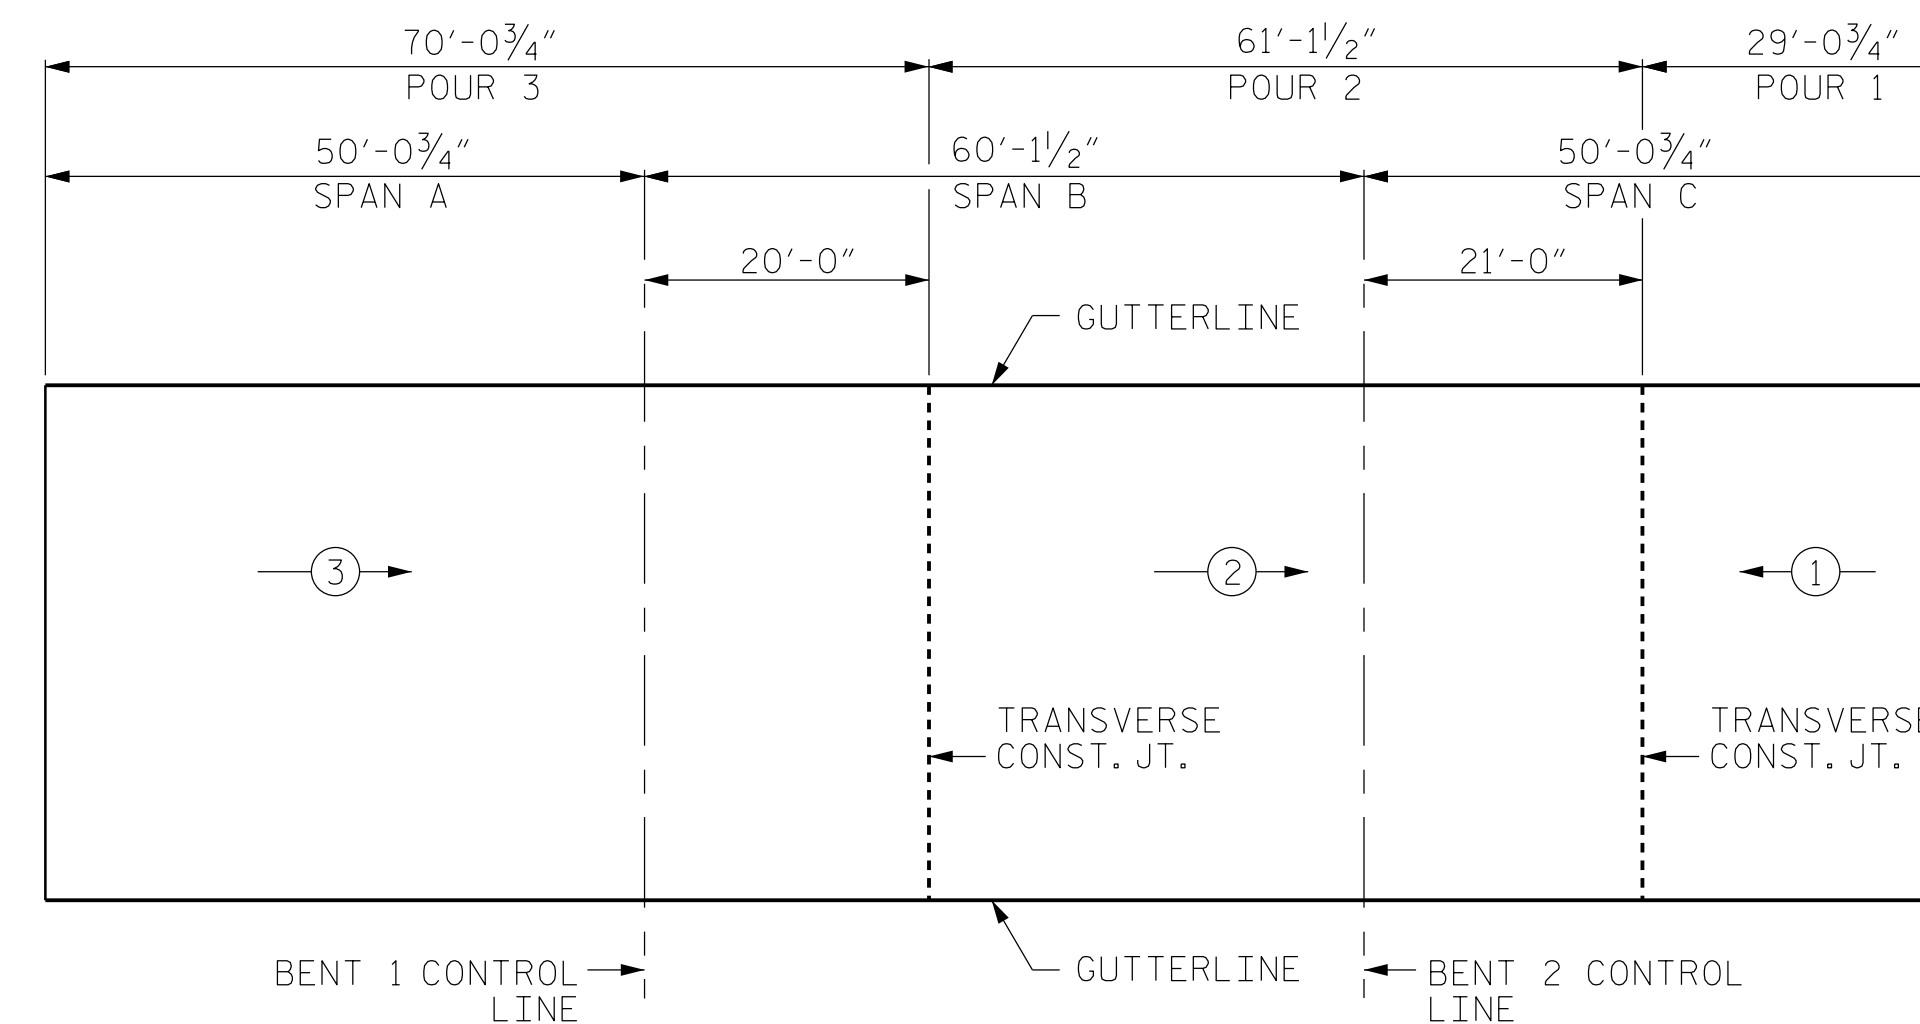 70'-0¾" 61'-1½" 29'-0¾"
POUR 3 POUR 2 POUR 1
50'-0¾" 60'-1½" 50'-0¾"
SPAN A SPAN B SPAN C
20'-0" 21'-0"
GUTTERLINE
3 2 1
TRANSVERSE
CONST. JT.
TRANSVERSE
CONST. JT.
BENT 1 CONTROL
LINE
GUTTERLINE
BENT 2 CONTROL
LINE